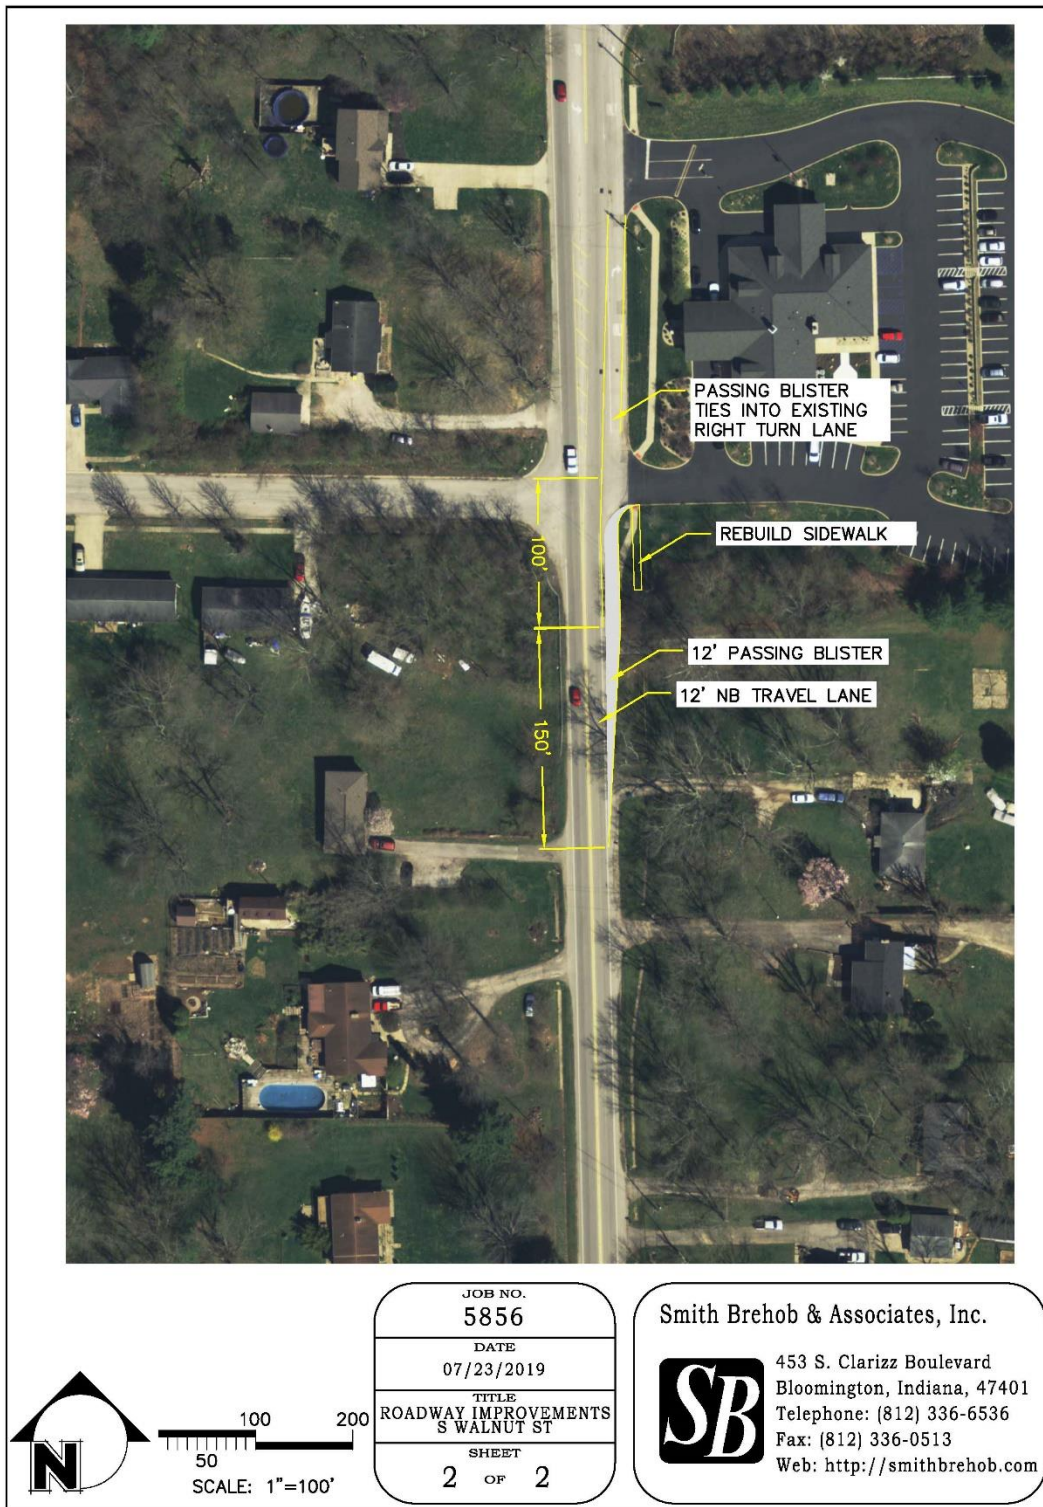 PASSING BLISTER
TIES INTO EXISTING
RIGHT TURN LANE
REBUILD SIDEWALK
100'
12' PASSING BLISTER
12' NB TRAVEL LANE
150'
N
50
100
200
SCALE: 1"=100'
JOB NO.
5856
DATE
07/23/2019
TITLE
ROADWAY IMPROVEMENTS
S WALNUT ST
SHEET
2 OF 2
Smith Brehob & Associates, Inc.
SB
453 S. Clarizz Boulevard
Bloomington, Indiana, 47401
Telephone: (812) 336-6536
Fax: (812) 336-0513
Web: http://smithbrehob.com